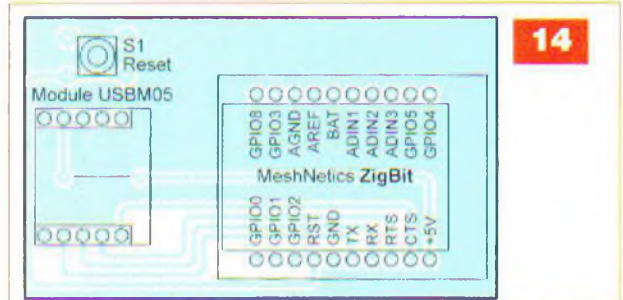 14
S1
Reset
Module USBM05
GPIO8
GPIO3
AGND
AREF
BAT
ADIN1
ADIN2
ADIN3
GPIO5
GPIO4
MeshNetics ZigBit
GPIO0
GPIO1
GPIO2
RST
GND
TX
RX
RTS
CTS
+5V